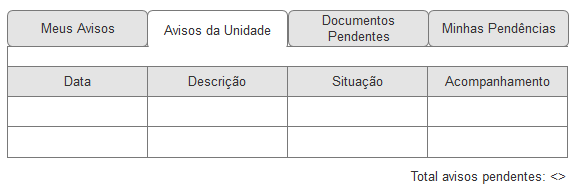 Meus Avisos
Avisos da Unidade
Documentos
Pendentes
Minhas Pendências
Data Descrição Situação Acompanhamento
Total avisos pendentes: <>